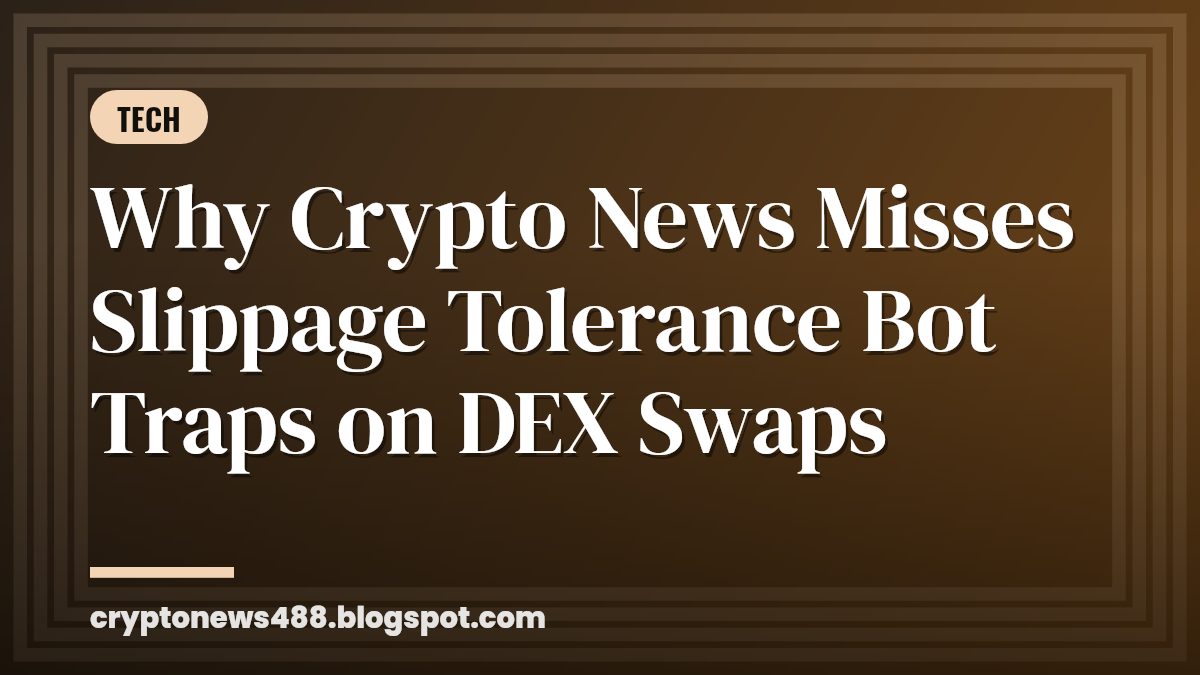 TECH
Why Crypto News Misses
Slippage Tolerance Bot
Traps on DEX Swaps
cryptonews488.blogspot.com